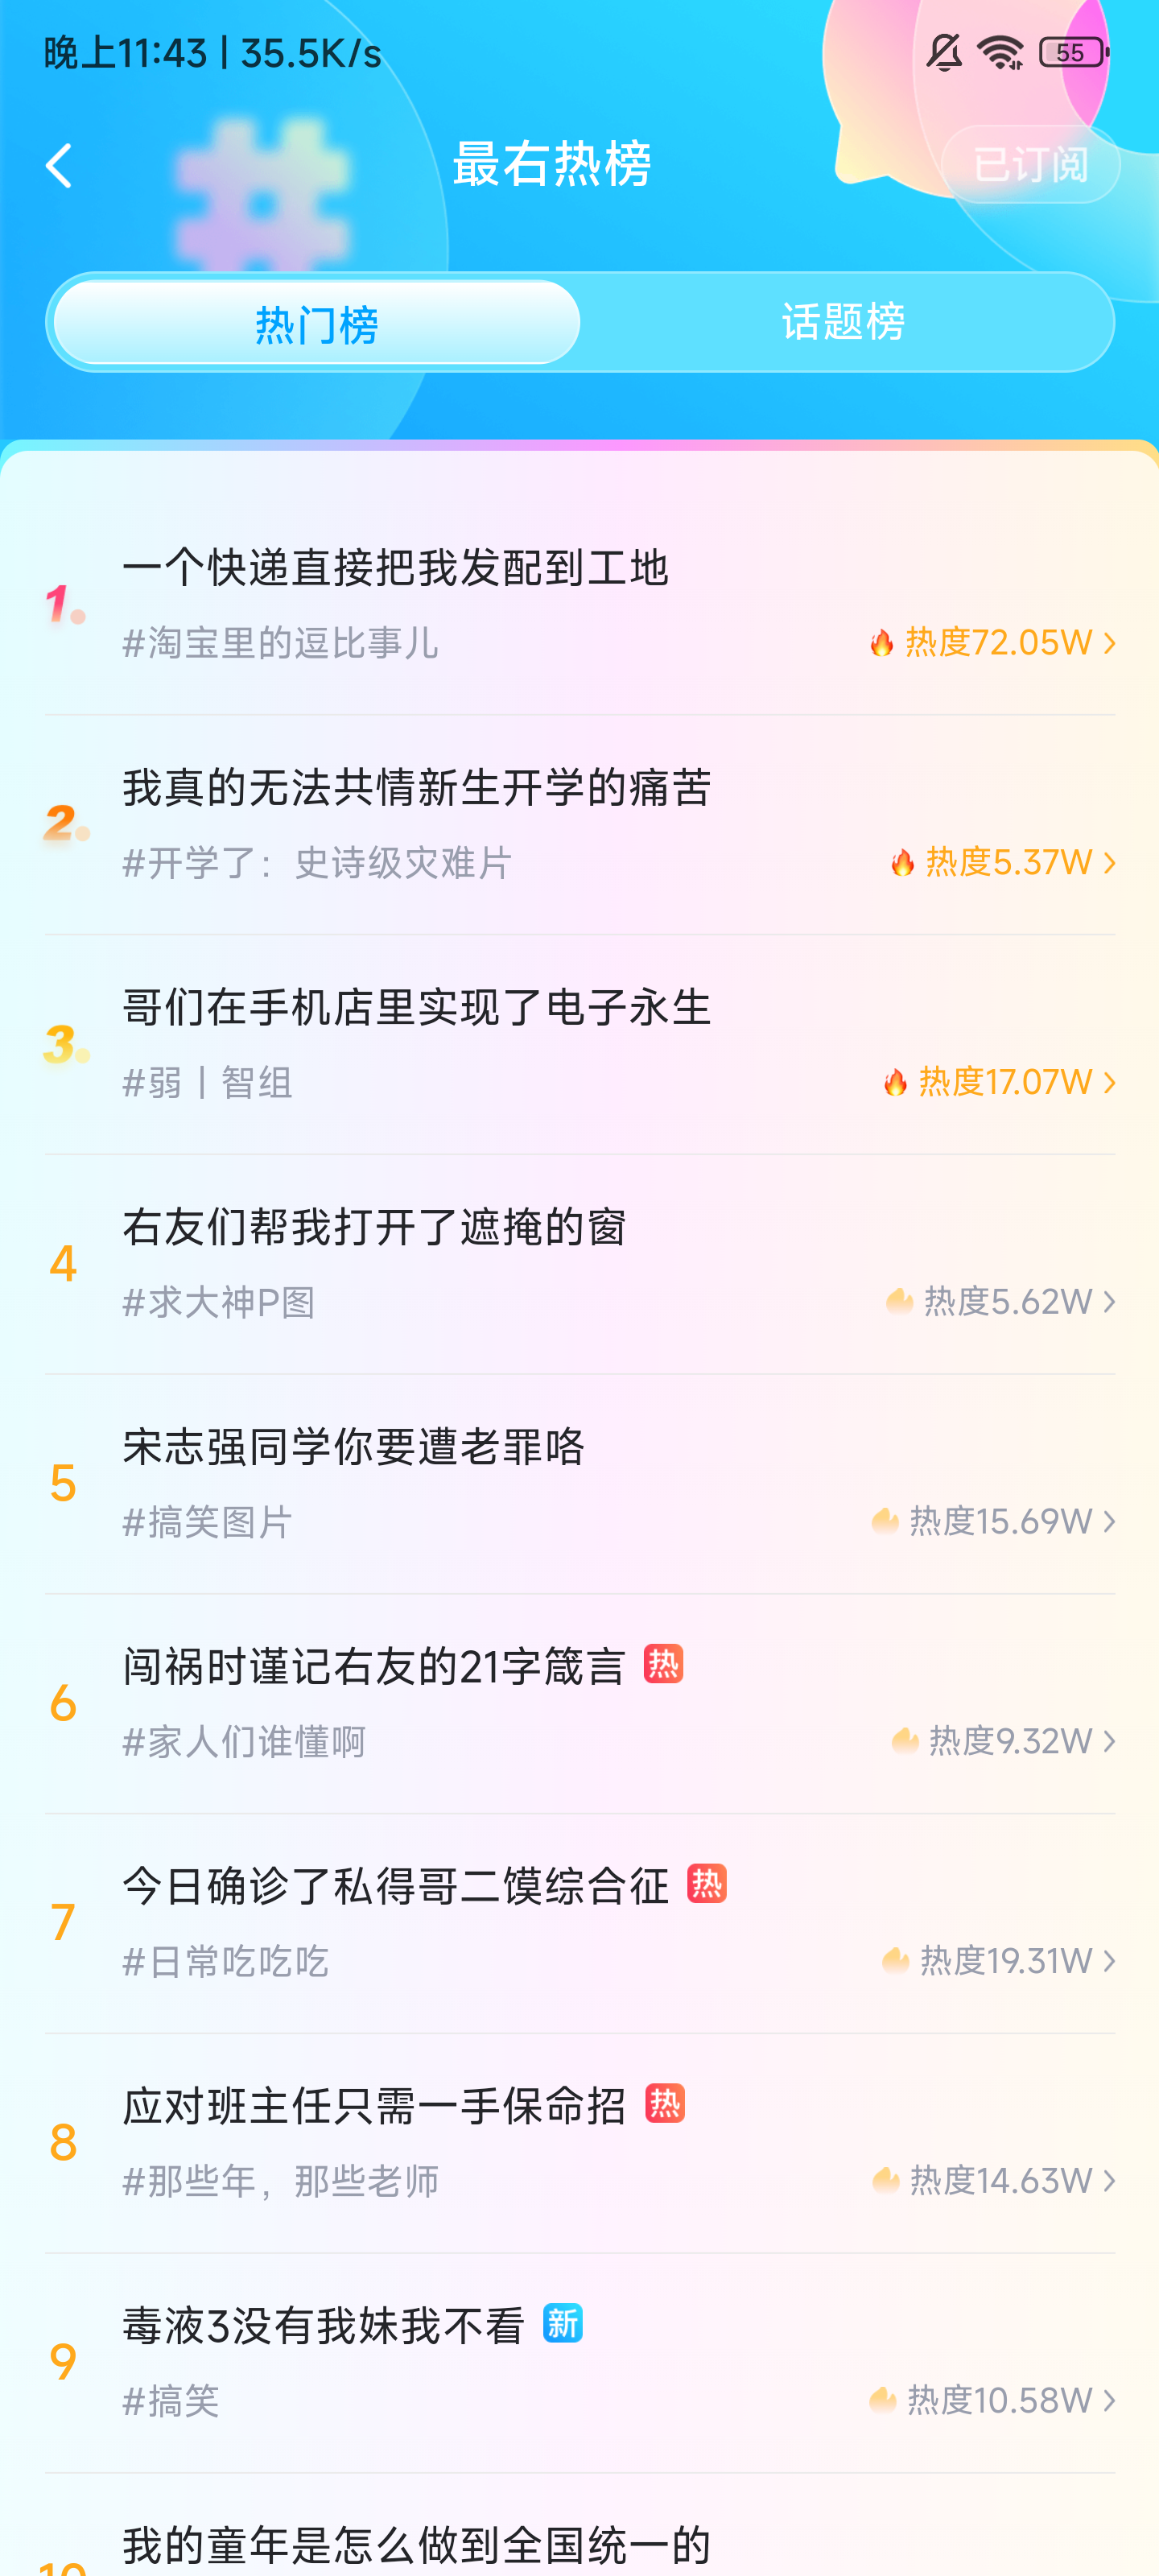 晚上11:43 | 35.5K/s
55
最右热榜
已订阅
热门榜
话题榜
1.
一个快递直接把我发配到工地
#淘宝里的逗比事儿
热度72.05W
2.
我真的无法共情新生开学的痛苦
#开学了：史诗级灾难片
热度5.37W
3.
哥们在手机店里实现了电子永生
#弱丨智组
热度17.07W
4
右友们帮我打开了遮掩的窗
#求大神P图
热度5.62W
5
宋志强同学你要遭老罪咯
#搞笑图片
热度15.69W
6
闯祸时谨记右友的21字箴言 热
#家人们谁懂啊
热度9.32W
7
今日确诊了私得哥二馍综合征 热
#日常吃吃吃
热度19.31W
8
应对班主任只需一手保命招 热
#那些年，那些老师
热度14.63W
9
毒液3没有我妹我不看 新
#搞笑
热度10.58W
10
我的童年是怎么做到全国统一的